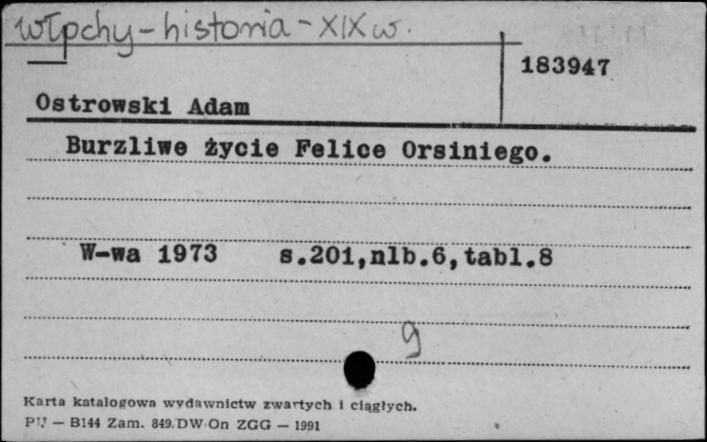 Włochy - historia - XIX w.
183947
Ostrowski Adam
Burzliwe życie Felice Orsiniego.
W-wa 1973 s.201,nlb.6,tabl.8
9
Karta katalogowa wydawnictw zwartych i ciągłych.
PU — B144 Zam. 849. DW On ZGG — 1991